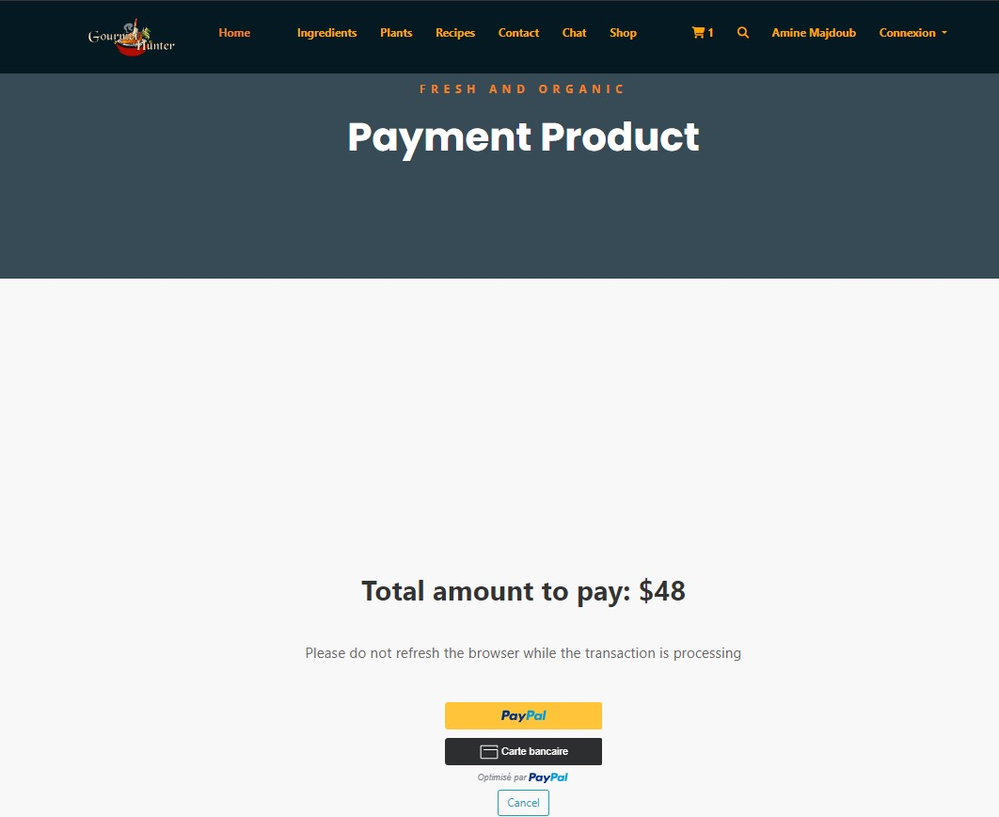 Gourmet Hunter
Home Ingredients Plants Recipes Contact Chat Shop 1 Amine Majdoub Connexion
FRESH AND ORGANIC
Payment Product
Total amount to pay: $48
Please do not refresh the browser while the transaction is processing
PayPal
Carte bancaire
Optimisé par PayPal
Cancel